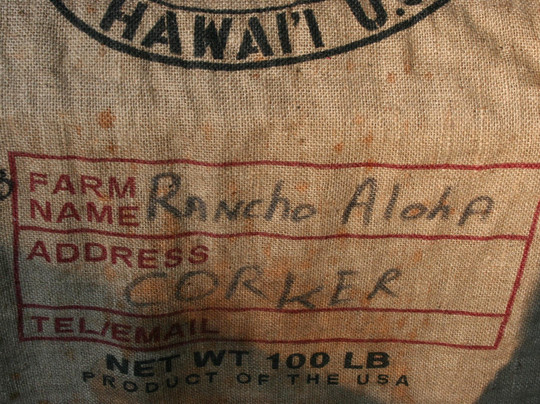 HAWAI'I U.S
FARM NAME Rancho Aloha
ADDRESS CORKER
TEL/EMAIL
NET WT 100 LB
PRODUCT OF THE USA